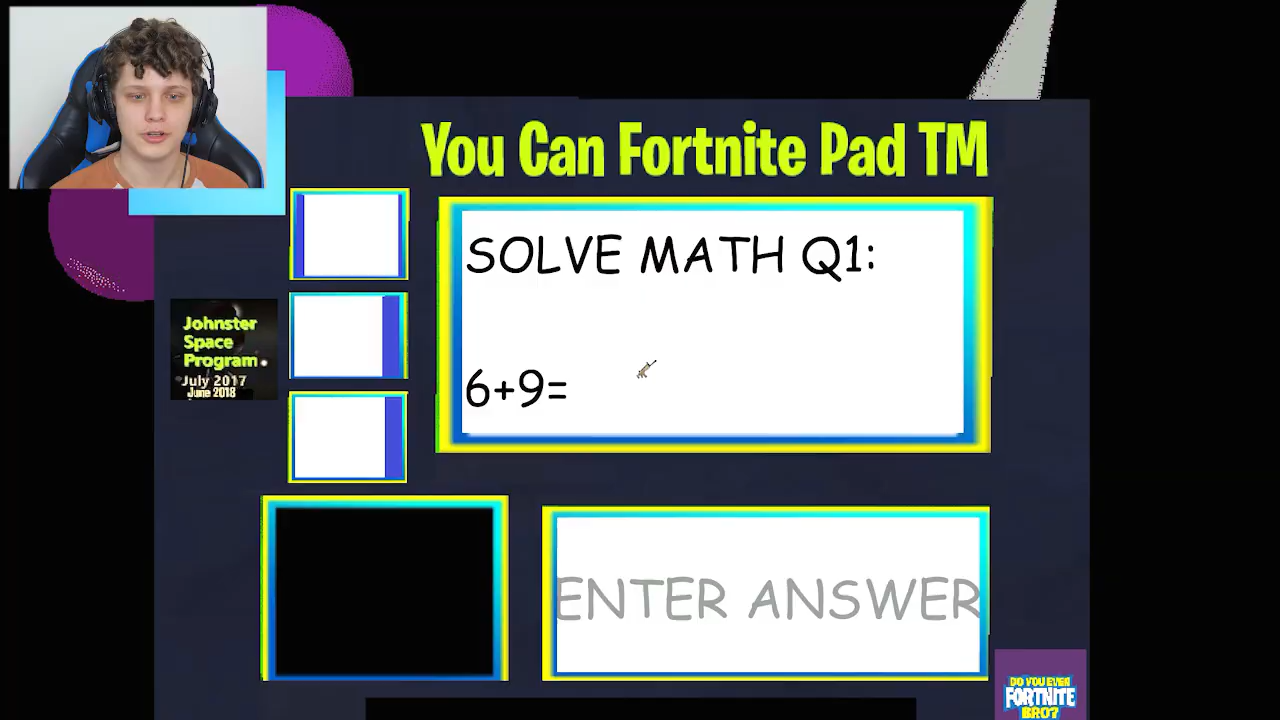 You Can Fortnite Pad TM
SOLVE MATH Q1:
6+9=
Johnster
Space
Program
July 2017
June 2018
ENTER ANSWER
DO YOU EVER
FORTNITE
BRO?